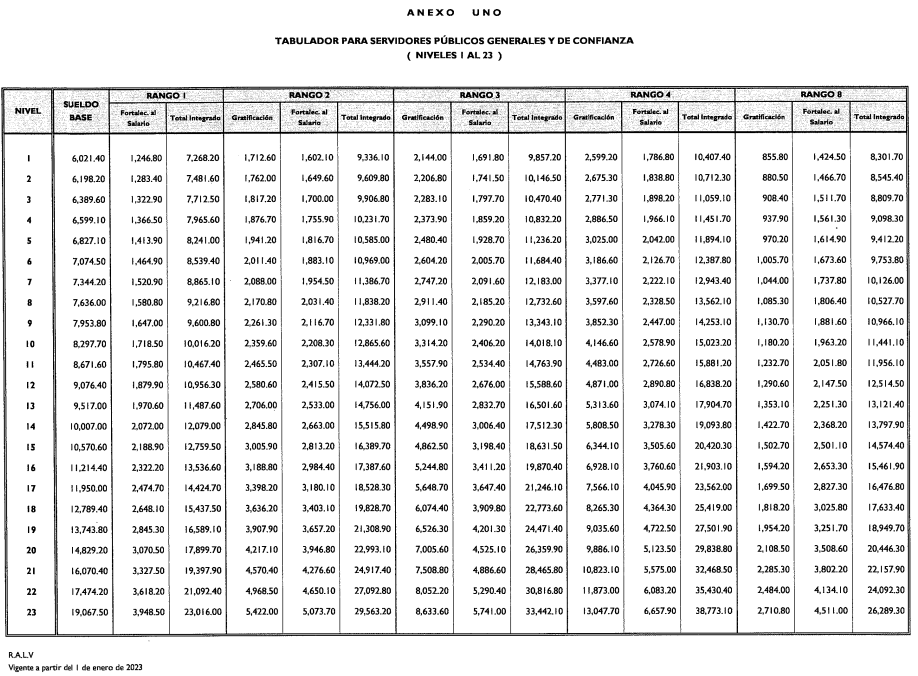 ANEXO UNO
TABULADOR PARA SERVIDORES PÚBLICOS GENERALES Y DE CONFIANZA
( NIVELES 1 AL 23 )
NIVEL SUELDO BASE RANGO 1 RANGO 2 RANGO 3 RANGO 4 RANGO 8
Fortalec. al Salario Total Integrado Gratificación Fortalec. al Salario Total Integrado Gratificación Fortalec. al Salario Total Integrado Gratificación Fortalec. al Salario Total Integrado Gratificación Fortalec. al Salario Total Integrado
1 6,021.40 1,246.80 7,268.20 1,712.60 1,602.10 9,336.10 2,144.00 1,691.80 9,857.20 2,599.20 1,786.80 10,407.40 855.80 1,424.50 8,301.70
2 6,198.20 1,283.40 7,481.60 1,762.00 1,649.60 9,609.80 2,206.80 1,741.50 10,146.50 2,675.30 1,838.80 10,712.30 880.50 1,466.70 8,545.40
3 6,389.60 1,322.90 7,712.50 1,817.20 1,700.00 9,906.80 2,283.10 1,797.70 10,470.40 2,771.30 1,898.20 11,059.10 908.40 1,511.70 8,809.70
4 6,599.10 1,366.50 7,965.60 1,876.70 1,755.90 10,231.70 2,373.90 1,859.20 10,832.20 2,886.50 1,966.10 11,451.70 937.90 1,561.30 9,098.30
5 6,827.10 1,413.90 8,241.00 1,941.20 1,816.70 10,585.00 2,480.40 1,928.70 11,236.20 3,025.00 2,042.00 11,894.10 970.20 1,614.90 9,412.20
6 7,074.50 1,464.90 8,539.40 2,011.40 1,883.10 10,969.00 2,604.20 2,005.70 11,684.40 3,186.60 2,126.70 12,387.80 1,005.70 1,673.60 9,753.80
7 7,344.20 1,520.90 8,865.10 2,088.00 1,954.50 11,386.70 2,747.20 2,091.60 12,183.00 3,377.10 2,222.10 12,943.40 1,044.00 1,737.80 10,126.00
8 7,636.00 1,580.80 9,216.80 2,170.80 2,031.40 11,838.20 2,911.40 2,185.20 12,732.60 3,597.60 2,328.50 13,562.10 1,085.30 1,806.40 10,527.70
9 7,953.80 1,647.00 9,600.80 2,261.30 2,116.70 12,331.80 3,099.10 2,290.20 13,343.10 3,852.30 2,447.00 14,253.10 1,130.70 1,881.60 10,966.10
10 8,297.70 1,718.50 10,016.20 2,359.60 2,208.30 12,865.60 3,314.20 2,406.20 14,018.10 4,146.60 2,578.90 15,023.20 1,180.20 1,963.20 11,441.10
11 8,671.60 1,795.80 10,467.40 2,465.50 2,307.10 13,444.20 3,557.90 2,534.40 14,763.90 4,483.00 2,726.60 15,881.20 1,232.70 2,051.80 11,956.10
12 9,076.40 1,879.90 10,956.30 2,580.60 2,415.50 14,072.50 3,836.20 2,676.00 15,588.60 4,871.00 2,890.80 16,838.20 1,290.60 2,147.50 12,514.50
13 9,517.00 1,970.60 11,487.60 2,706.00 2,533.00 14,756.00 4,151.90 2,832.70 16,501.60 5,313.60 3,074.10 17,904.70 1,353.10 2,251.30 13,121.40
14 10,007.00 2,072.00 12,079.00 2,845.80 2,663.00 15,515.80 4,498.90 3,006.40 17,512.30 5,808.50 3,278.30 19,093.80 1,422.70 2,368.20 13,797.90
15 10,570.60 2,188.90 12,759.50 3,005.90 2,813.20 16,389.70 4,862.50 3,198.40 18,631.50 6,344.10 3,505.60 20,420.30 1,502.70 2,501.10 14,574.40
16 11,214.40 2,322.20 13,536.60 3,188.80 2,984.40 17,387.60 5,244.80 3,411.20 19,870.40 6,928.10 3,760.60 21,903.10 1,594.20 2,653.30 15,461.90
17 11,950.00 2,474.70 14,424.70 3,398.20 3,180.10 18,528.30 5,648.70 3,647.40 21,246.10 7,566.10 4,045.90 23,562.00 1,699.50 2,827.30 16,476.80
18 12,789.40 2,648.10 15,437.50 3,636.20 3,403.10 19,828.70 6,074.40 3,909.80 22,773.60 8,265.30 4,364.30 25,419.00 1,818.20 3,025.80 17,633.40
19 13,743.80 2,845.30 16,589.10 3,907.90 3,657.20 21,308.90 6,526.30 4,201.30 24,471.40 9,035.60 4,722.50 27,501.90 1,954.20 3,251.70 18,949.70
20 14,829.20 3,070.50 17,899.70 4,217.10 3,946.80 22,993.10 7,005.60 4,525.10 26,359.90 9,886.10 5,123.50 29,838.80 2,108.50 3,508.60 20,446.30
21 16,070.40 3,327.50 19,397.90 4,570.40 4,276.60 24,917.40 7,508.80 4,886.60 28,465.80 10,823.10 5,575.00 32,468.50 2,285.30 3,802.20 22,157.90
22 17,474.20 3,618.20 21,092.40 4,968.50 4,650.10 27,092.80 8,052.20 5,290.40 30,816.80 11,873.00 6,083.20 35,430.40 2,484.00 4,134.10 24,092.30
23 19,067.50 3,948.50 23,016.00 5,422.00 5,073.70 29,563.20 8,633.60 5,741.00 33,442.10 13,047.70 6,657.90 38,773.10 2,710.80 4,511.00 26,289.30
R.A.L.V
Vigente a partir del 1 de enero de 2023